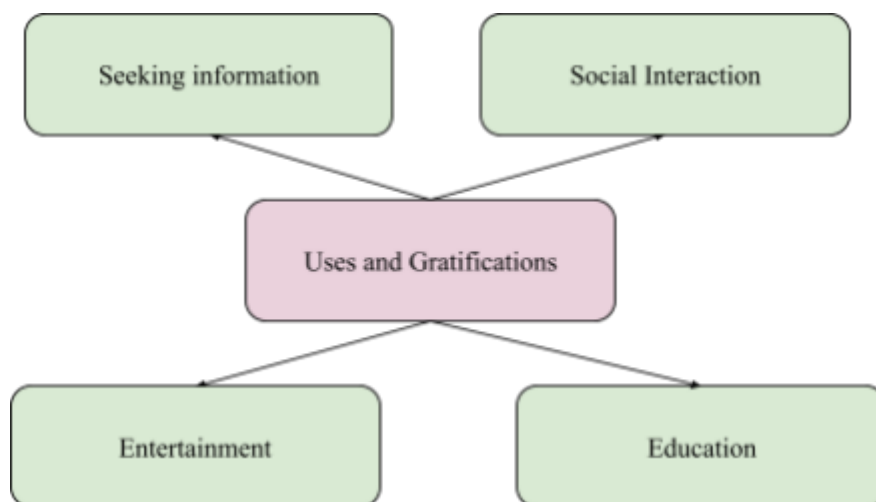 Seeking information
Social Interaction
Uses and Gratifications
Entertainment
Education